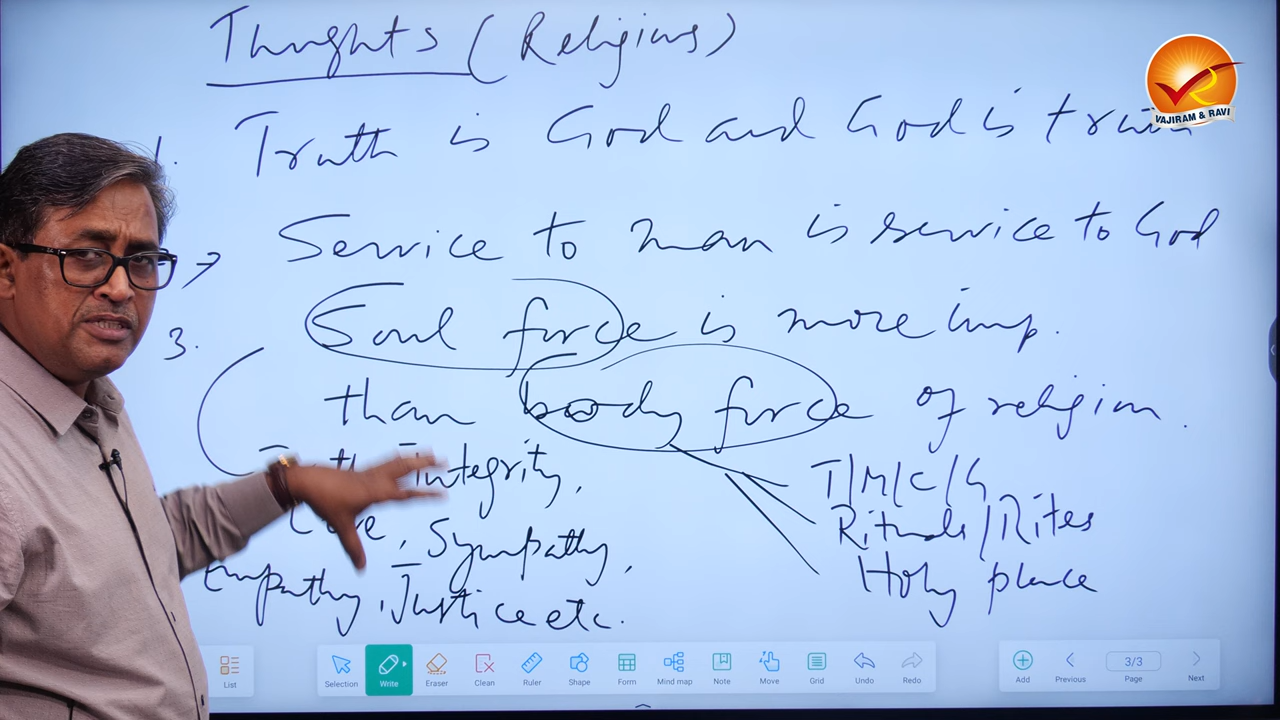 Thoughts (Religious)
VAJIRAM & RAVI
1. Truth is God and God is truth
Service to man is service to God
3. Soul force is more imp.
than body force of religion.
Integrity,
Love, Sympathy,
Empathy, Justice etc.
T/M/C/G
Rituals/Rites
Holy place
List
Selection
Write
Eraser
Clean
Ruler
Shape
Form
Mind map
Note
Move
Grid
Undo
Redo
Add
Previous
3/3
Page
Next